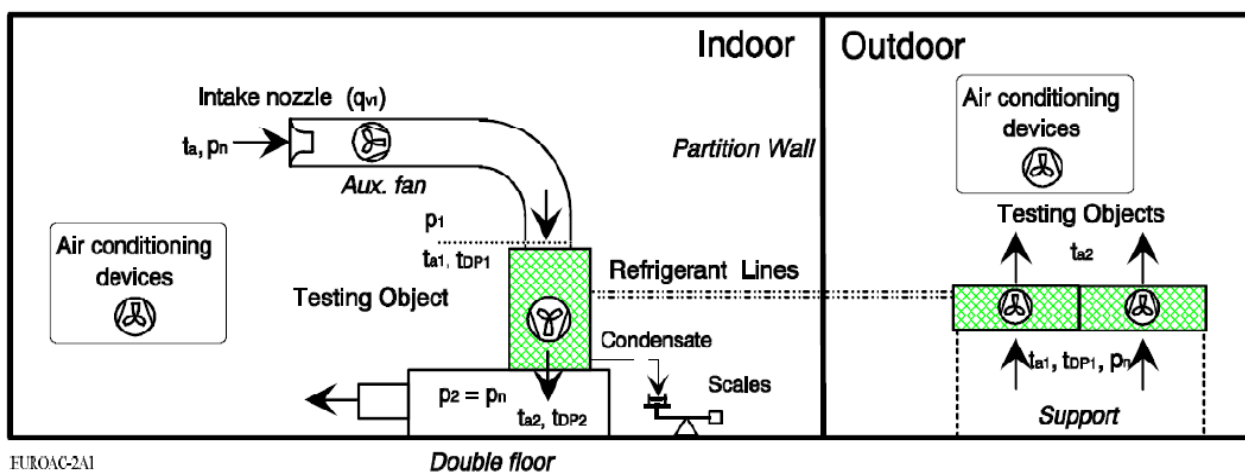 Indoor
Outdoor
Intake nozzle (qv1)
ta, pn
Aux. fan
Partition Wall
Air conditioning
devices
Testing Objects
ta2
p1
ta1, tDP1
Air conditioning
devices
Testing Object
Refrigerant Lines
Condensate
Scales
p2 = pn
ta2, tDP2
ta1, tDP1, pn
Support
EUROAC-2A1
Double floor